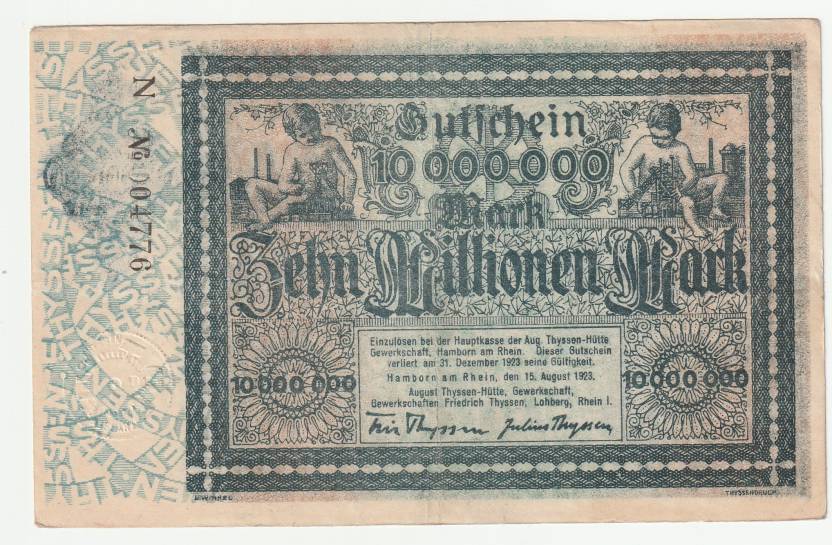 Gutschein
10 000 000
Mark
Zehn Millionen Mark
Einzulösen bei der Hauptkasse der Aug. Thyssen-Hütte
Gewerkschaft, Hamborn am Rhein. Dieser Gutschein
verliert am 31. Dezember 1923 seine Gültigkeit.
Hamborn am Rhein, den 15. August 1923.
August Thyssen-Hütte, Gewerkschaft,
Gewerkschaften Friedrich Thyssen, Lohberg, Rhein I.
10 000 000
10 000 000
Fritz Thyssen Julius Thyssen
THYSSENDRUCK
N
№ 004776